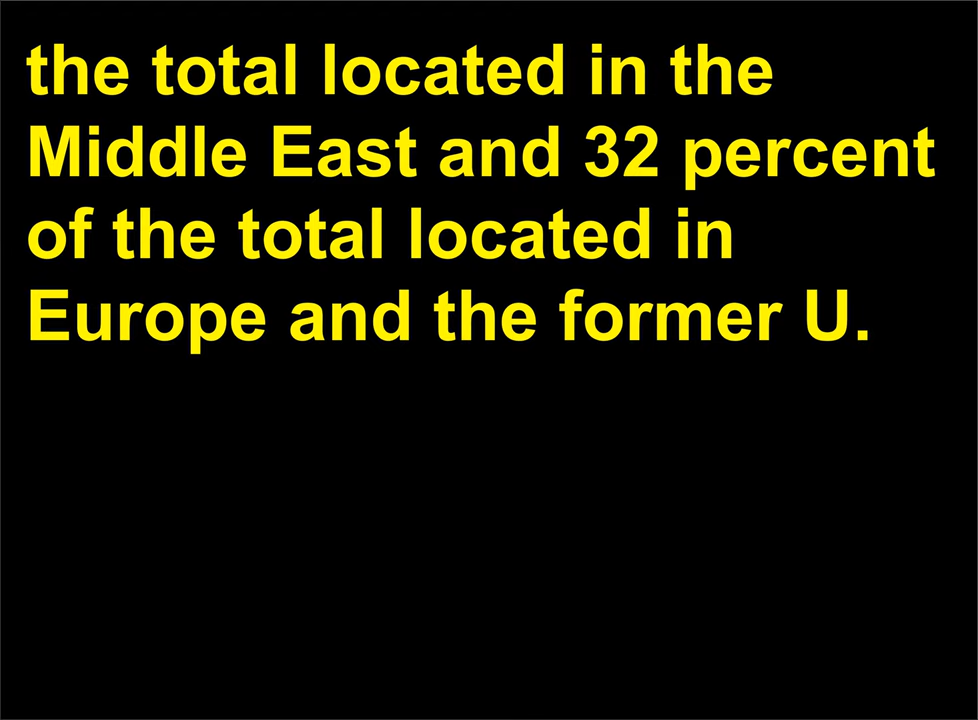 the total located in the
Middle East and 32 percent
of the total located in
Europe and the former U.